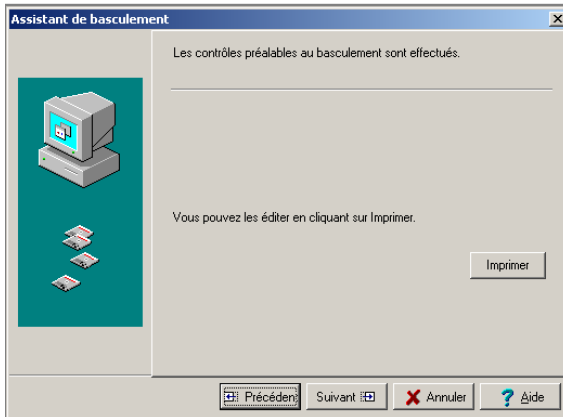 Assistant de basculement
Les contrôles préalables au basculement sont effectués.
Vous pouvez les éditer en cliquant sur Imprimer.
Imprimer
Précéden
Suivant
Annuler
Aide